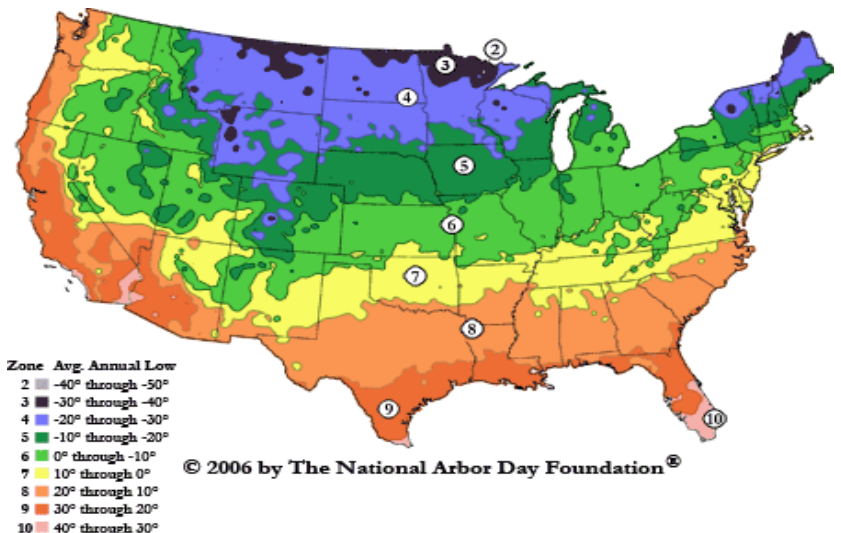 2
3
4
5
6
7
8
9
10
Zone Avg. Annual Low
2 -40° through -50°
3 -30° through -40°
4 -20° through -30°
5 -10° through -20°
6 0° through -10°
7 10° through 0°
8 20° through 10°
9 30° through 20°
10 40° through 30°
© 2006 by The National Arbor Day Foundation®